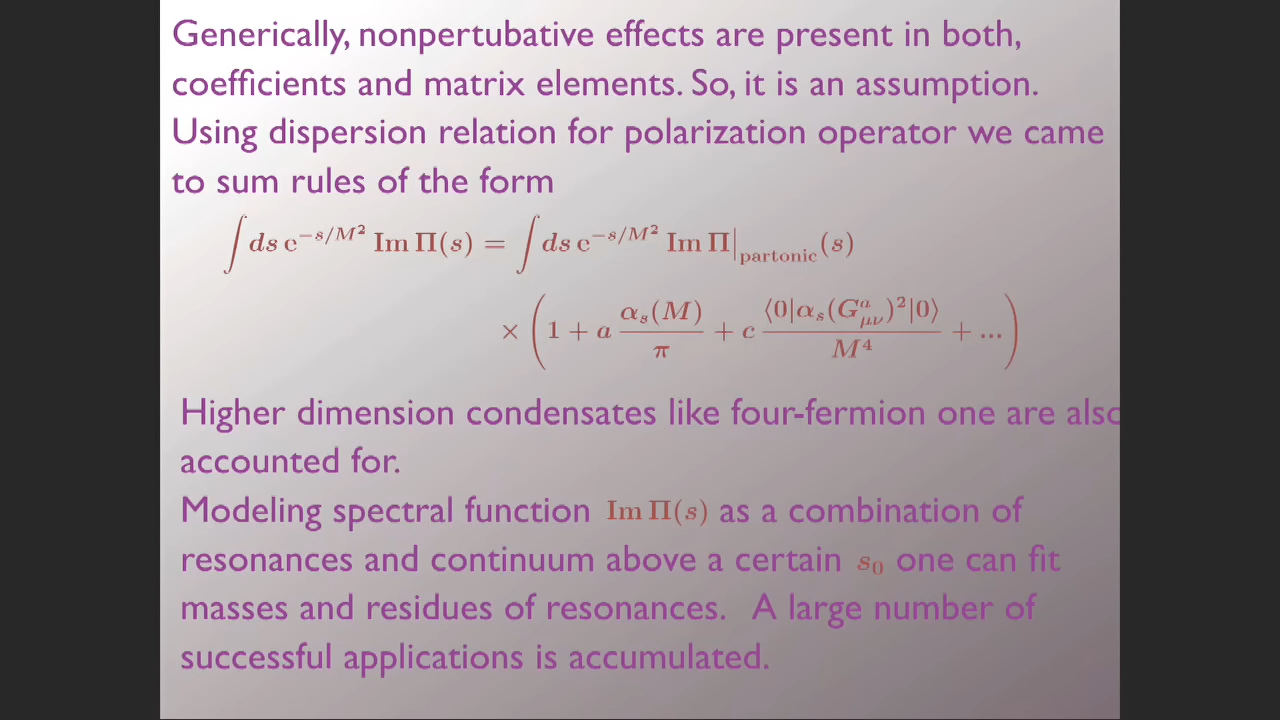 Generically, nonpertubative effects are present in both,
coefficients and matrix elements. So, it is an assumption.
Using dispersion relation for polarization operator we came
to sum rules of the form
∫ ds e^{−s/M²} Im Π(s) = ∫ ds e^{−s/M²} Im Π|_{partonic}(s)
× (1 + a α_s(M)/π + c ⟨0|α_s(G^a_{μν})²|0⟩/M⁴ + ...)
Higher dimension condensates like four-fermion one are also
accounted for.
Modeling spectral function Im Π(s) as a combination of
resonances and continuum above a certain s₀ one can fit
masses and residues of resonances. A large number of
successful applications is accumulated.